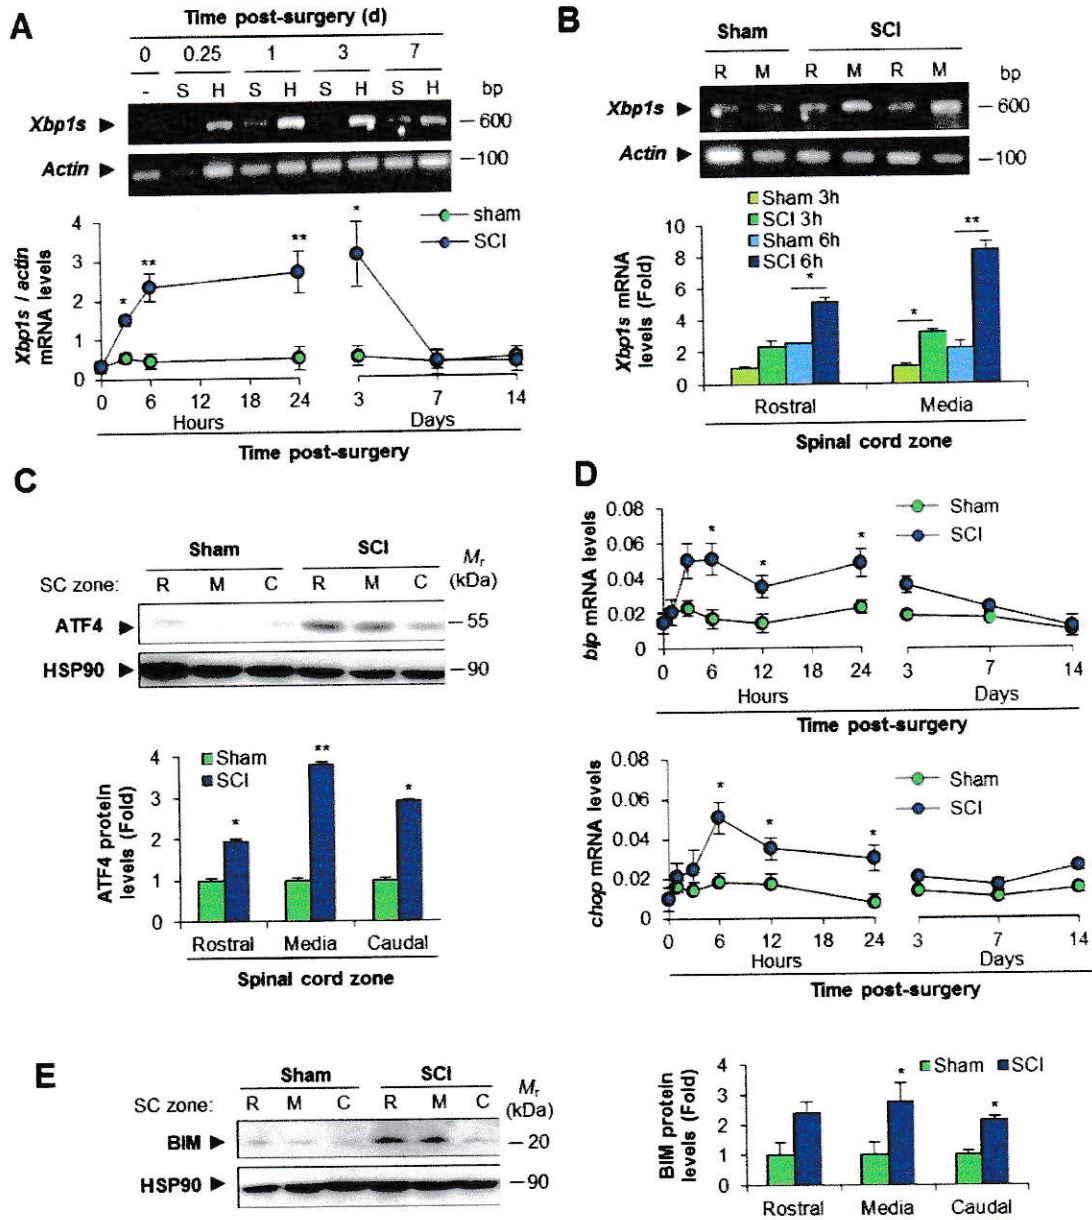 A
Time post-surgery (d)
0 0.25 1 3 7
- S H S H S H S H bp
Xbp1s ► —600
Actin ► —100
sham
SCI
Xbp1s / actin
mRNA levels
4
3
2
1
0
* ** ** *
0 6 12 18 24 3 7 14
Hours Days
Time post-surgery
B
Sham SCI
R M R M R M bp
Xbp1s ► —600
Actin ► —100
Sham 3h
SCI 3h
Sham 6h
SCI 6h
Xbp1s mRNA
levels (Fold)
10
8
6
4
2
0
* * **
Rostral Media
Spinal cord zone
C
Sham SCI Mr
(kDa)
SC zone: R M C R M C
ATF4 ► —55
HSP90 ► —90
Sham
SCI
ATF4 protein
levels (Fold)
4
3
2
1
0
* ** *
Rostral Media Caudal
Spinal cord zone
D
bip mRNA levels
0.08
0.06
0.04
0.02
0
Sham
SCI
* * *
0 6 12 18 24 3 7 14
Hours Days
Time post-surgery
chop mRNA levels
0.08
0.06
0.04
0.02
0
Sham
SCI
* * *
0 6 12 18 24 3 7 14
Hours Days
Time post-surgery
E
Sham SCI Mr
(kDa)
SC zone: R M C R M C
BIM ► —20
HSP90 ► —90
BIM protein
levels (Fold)
4
3
2
1
0
Sham SCI
* *
Rostral Media Caudal